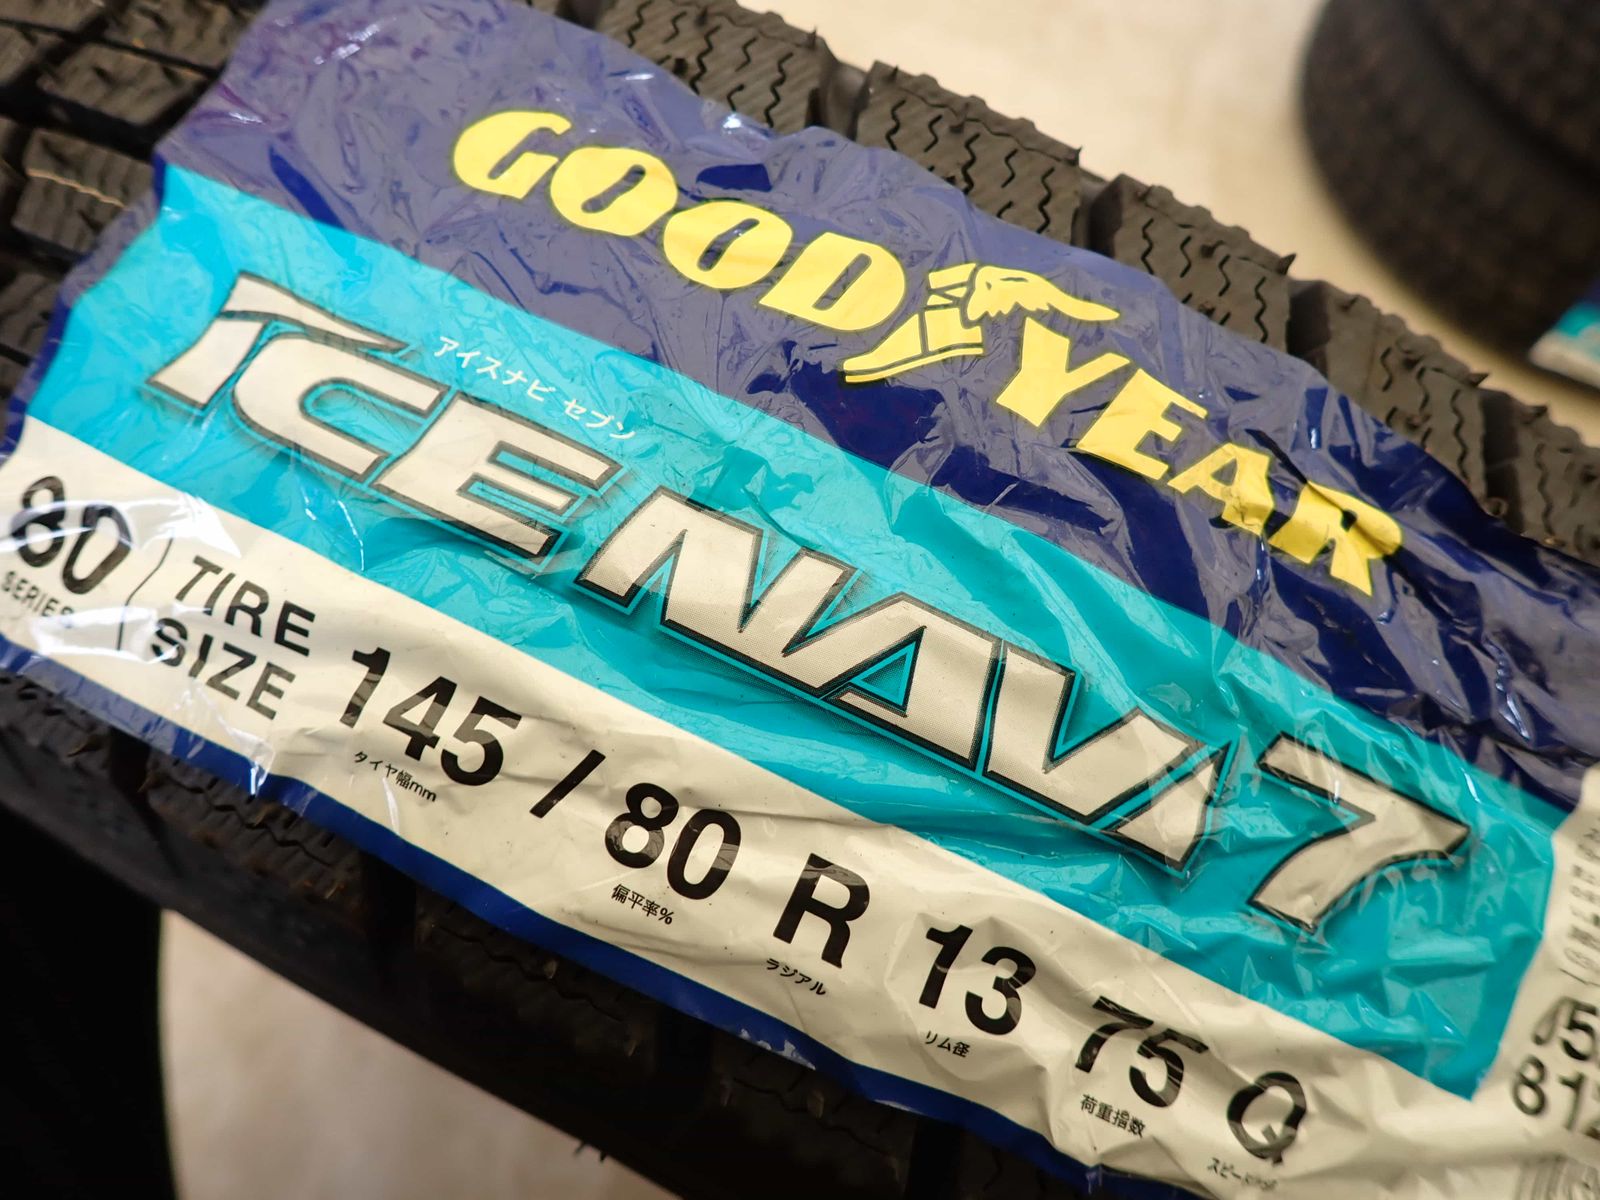 GOODYEAR
アイスナビ セブン
ICE NAVI 7
80 TIRE SIZE 145 / 80 R 13 75 Q
SERIES
タイヤ幅mm 偏平率% ラジアル リム径 荷重指数